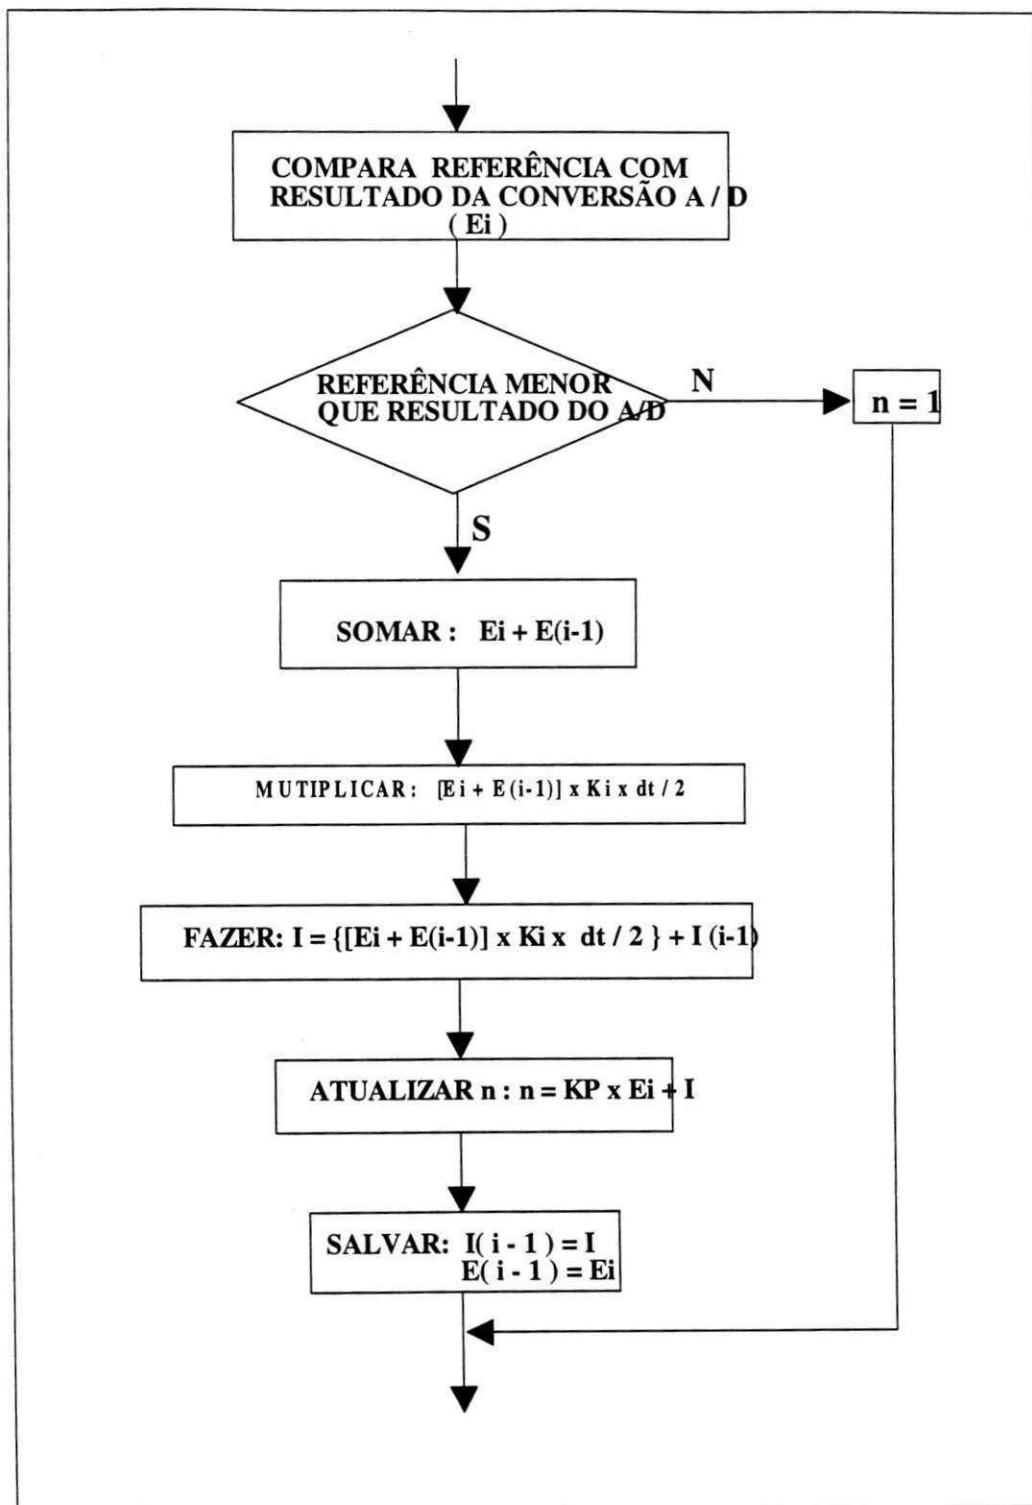 COMPARA REFERÊNCIA COM
RESULTADO DA CONVERSÃO A / D
( Ei )
REFERÊNCIA MENOR
QUE RESULTADO DO A/D
N
n = 1
S
SOMAR : Ei + E(i-1)
MUTIPLICAR: [Ei + E(i-1)] x Ki x dt / 2
FAZER: I = {[Ei + E(i-1)] x Ki x dt / 2 } + I (i-1)
ATUALIZAR n : n = KP x Ei + I
SALVAR: I( i - 1 ) = I
E( i - 1 ) = Ei